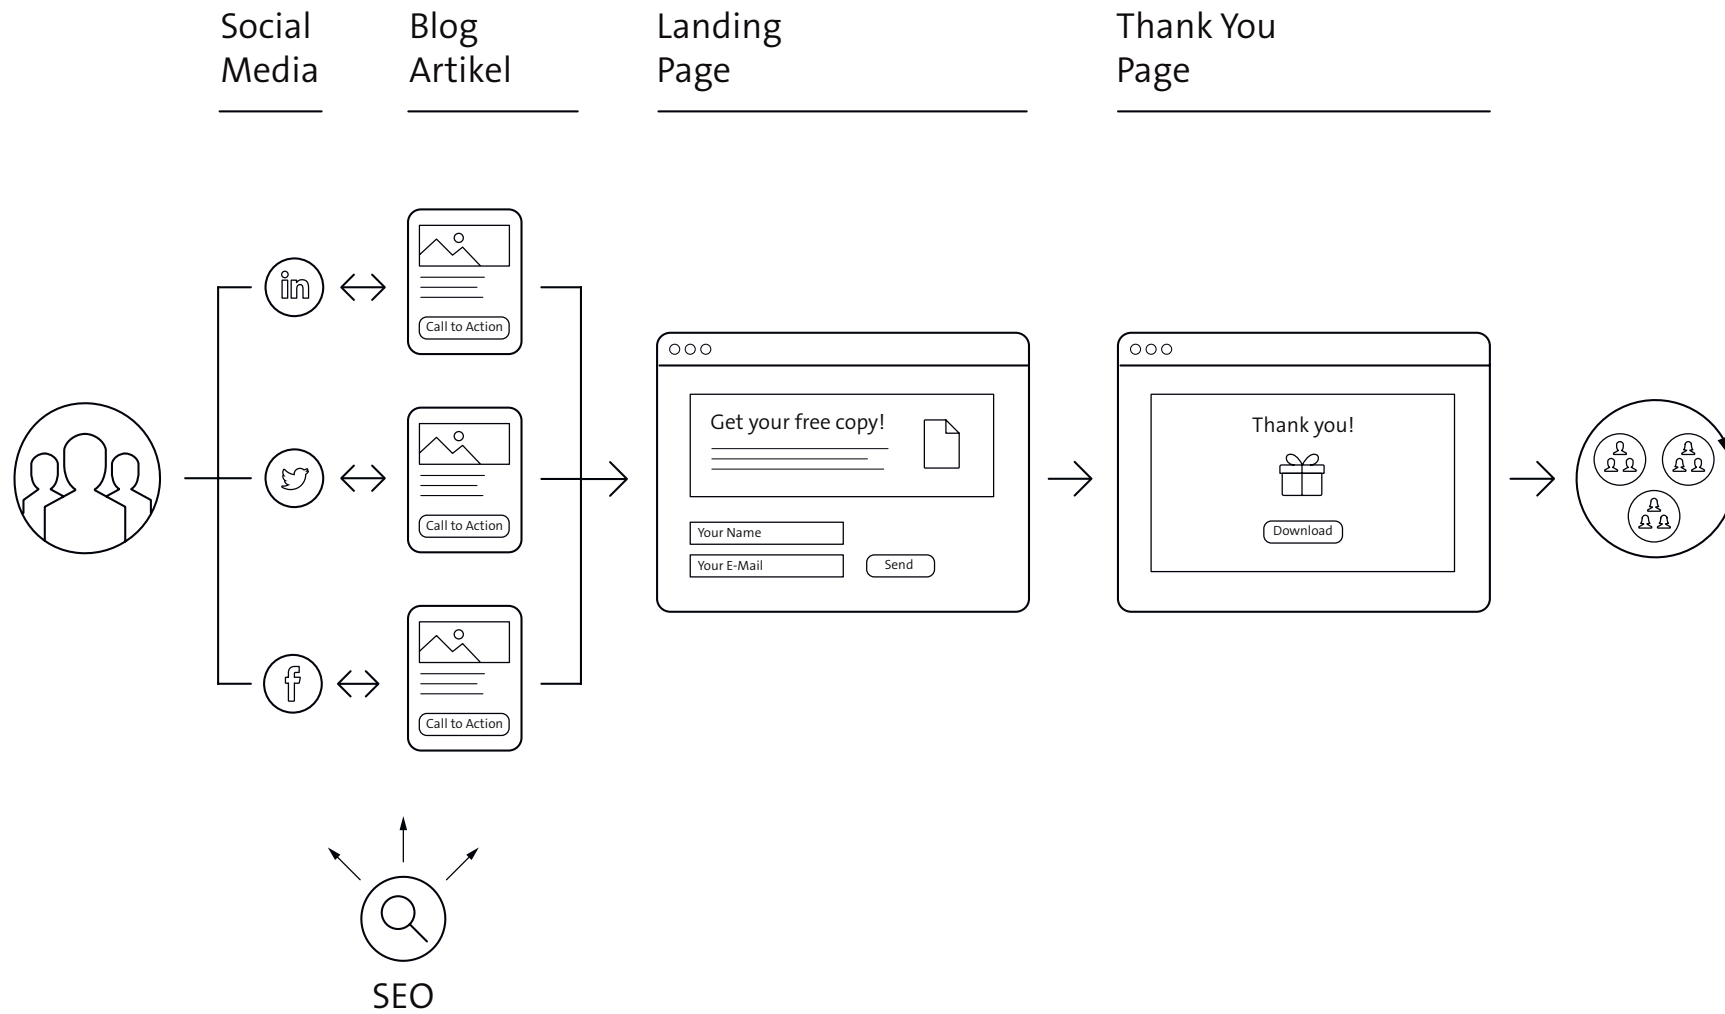 Social
Media
Blog
Artikel
Landing
Page
Thank You
Page
in
Call to Action
Call to Action
f
Call to Action
Get your free copy!
Your Name
Your E-Mail
Send
Thank you!
Download
SEO